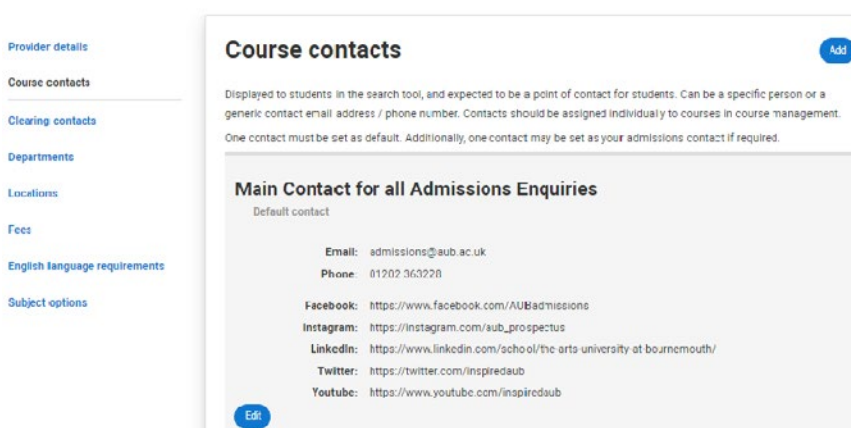 Provider details
Course contacts
Clearing contacts
Departments
Locations
Fees
English language requirements
Subject options
Course contacts
Add
Displayed to students in the search tool, and expected to be a point of contact for students. Can be a specific person or a
generic contact email address / phone number. Contacts should be assigned individually to courses in course management.
One contact must be set as default. Additionally, one contact may be set as your admissions contact if required.
Main Contact for all Admissions Enquiries
Default contact
Email: admissions@aub.ac.uk
Phone: 01202 363228
Facebook: https://www.facebook.com/AUBadmissions
Instagram: https://instagram.com/aub_prospectus
LinkedIn: https://www.linkedin.com/school/the-arts-university-at-bournemouth/
Twitter: https://twitter.com/inspiredaub
Youtube: https://www.youtube.com/inspiredaub
Edit